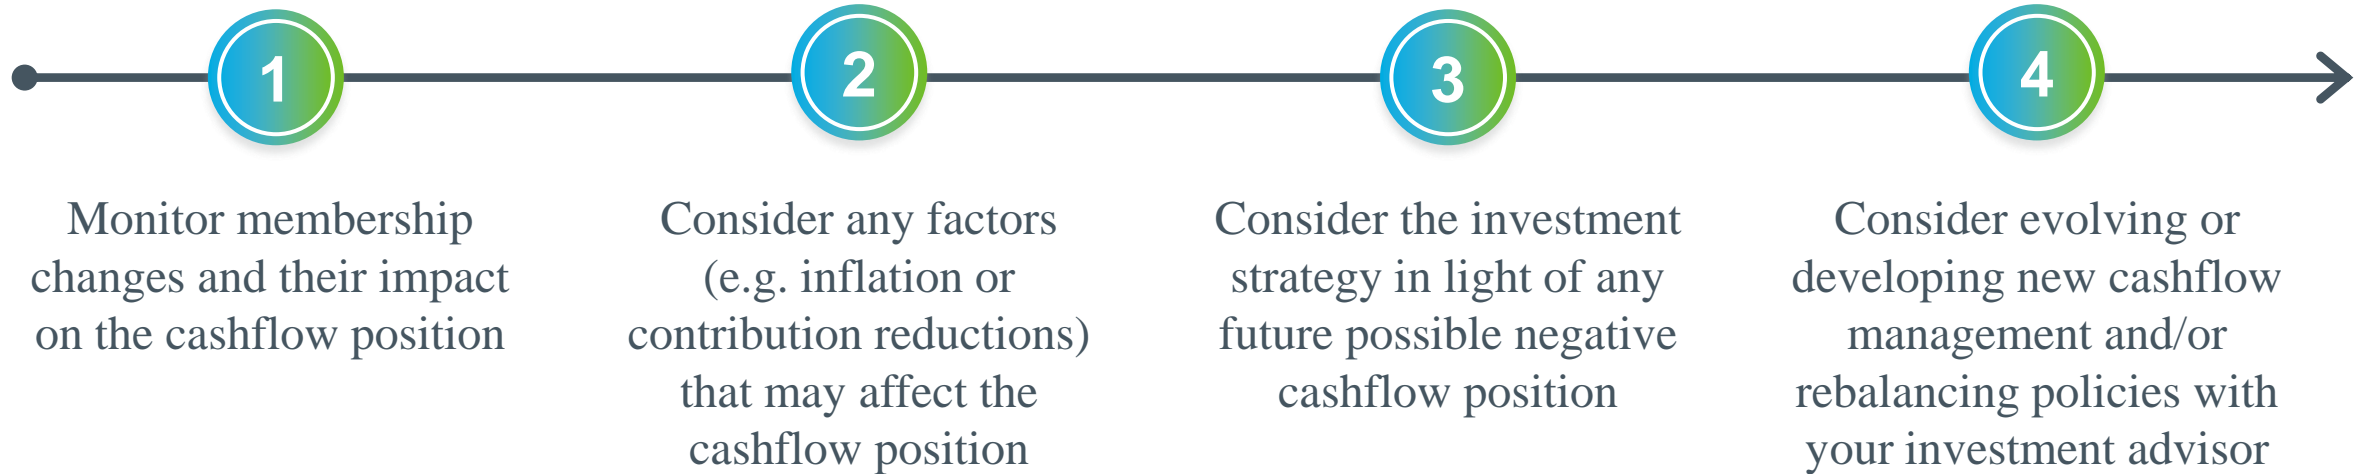 1
Monitor membership
changes and their impact
on the cashflow position
2
Consider any factors
(e.g. inflation or
contribution reductions)
that may affect the
cashflow position
3
Consider the investment
strategy in light of any
future possible negative
cashflow position
4
Consider evolving or
developing new cashflow
management and/or
rebalancing policies with
your investment advisor